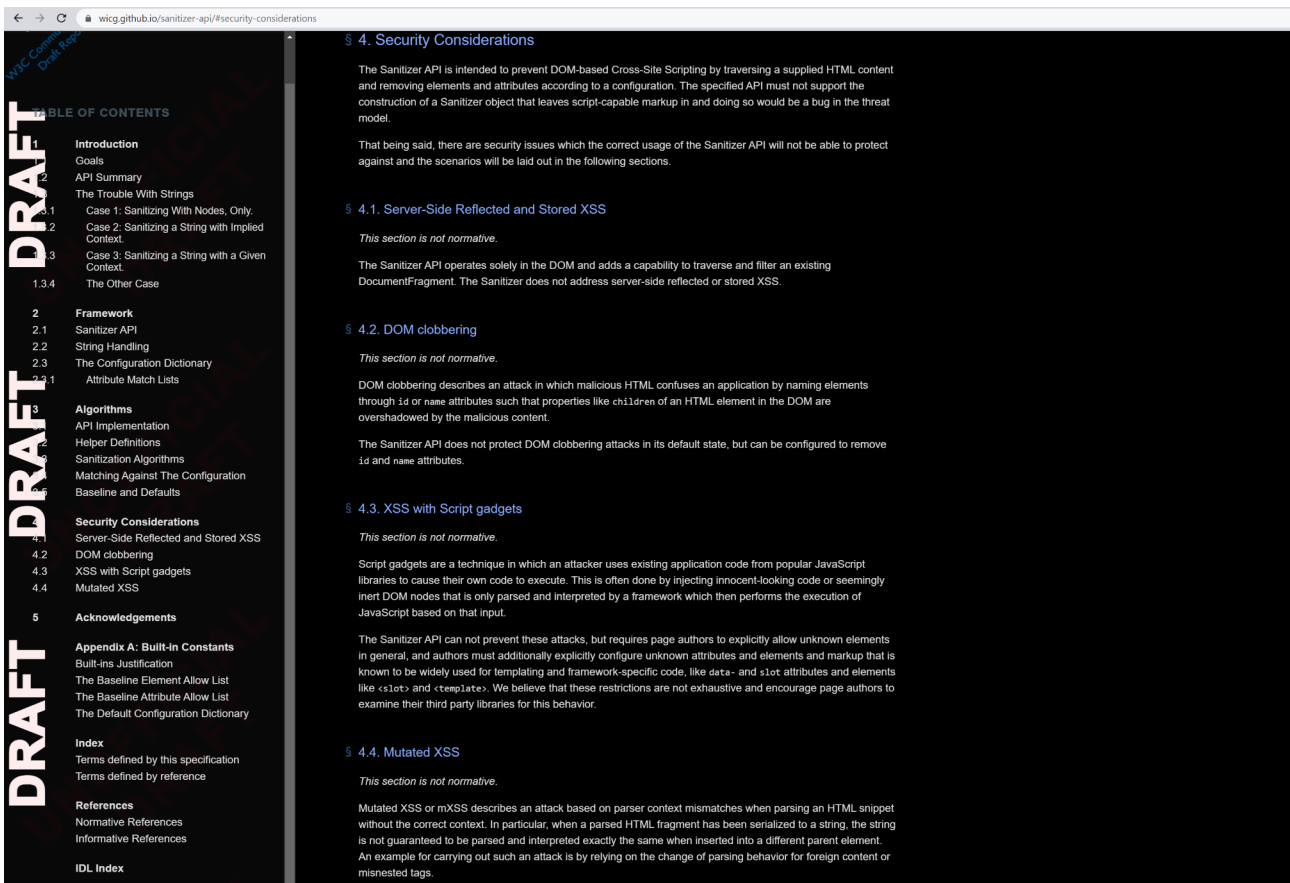 wicg.github.io/sanitizer-api/#security-considerations
W3C Commu
Draft Repo
DRAFT
DRAFT
DRAFT
TABLE OF CONTENTS
1 Introduction
Goals
.2 API Summary
The Trouble With Strings
.3.1 Case 1: Sanitizing With Nodes, Only.
.2 Case 2: Sanitizing a String with Implied
Context.
1.3.3 Case 3: Sanitizing a String with a Given
Context.
1.3.4 The Other Case
2 Framework
2.1 Sanitizer API
2.2 String Handling
2.3 The Configuration Dictionary
2.3.1 Attribute Match Lists
3 Algorithms
API Implementation
Helper Definitions
Sanitization Algorithms
Matching Against The Configuration
Baseline and Defaults
4 Security Considerations
4.1 Server-Side Reflected and Stored XSS
4.2 DOM clobbering
4.3 XSS with Script gadgets
4.4 Mutated XSS
5 Acknowledgements
Appendix A: Built-in Constants
Built-ins Justification
The Baseline Element Allow List
The Baseline Attribute Allow List
The Default Configuration Dictionary
Index
Terms defined by this specification
Terms defined by reference
References
Normative References
Informative References
IDL Index
§ 4. Security Considerations
The Sanitizer API is intended to prevent DOM-based Cross-Site Scripting by traversing a supplied HTML content
and removing elements and attributes according to a configuration. The specified API must not support the
construction of a Sanitizer object that leaves script-capable markup in and doing so would be a bug in the threat
model.
That being said, there are security issues which the correct usage of the Sanitizer API will not be able to protect
against and the scenarios will be laid out in the following sections.
§ 4.1. Server-Side Reflected and Stored XSS
This section is not normative.
The Sanitizer API operates solely in the DOM and adds a capability to traverse and filter an existing
DocumentFragment. The Sanitizer does not address server-side reflected or stored XSS.
§ 4.2. DOM clobbering
This section is not normative.
DOM clobbering describes an attack in which malicious HTML confuses an application by naming elements
through id or name attributes such that properties like children of an HTML element in the DOM are
overshadowed by the malicious content.
The Sanitizer API does not protect DOM clobbering attacks in its default state, but can be configured to remove
id and name attributes.
§ 4.3. XSS with Script gadgets
This section is not normative.
Script gadgets are a technique in which an attacker uses existing application code from popular JavaScript
libraries to cause their own code to execute. This is often done by injecting innocent-looking code or seemingly
inert DOM nodes that is only parsed and interpreted by a framework which then performs the execution of
JavaScript based on that input.
The Sanitizer API can not prevent these attacks, but requires page authors to explicitly allow unknown elements
in general, and authors must additionally explicitly configure unknown attributes and elements and markup that is
known to be widely used for templating and framework-specific code, like data- and slot attributes and elements
like <slot> and <template>. We believe that these restrictions are not exhaustive and encourage page authors to
examine their third party libraries for this behavior.
§ 4.4. Mutated XSS
This section is not normative.
Mutated XSS or mXSS describes an attack based on parser context mismatches when parsing an HTML snippet
without the correct context. In particular, when a parsed HTML fragment has been serialized to a string, the string
is not guaranteed to be parsed and interpreted exactly the same when inserted into a different parent element.
An example for carrying out such an attack is by relying on the change of parsing behavior for foreign content or
misnested tags.